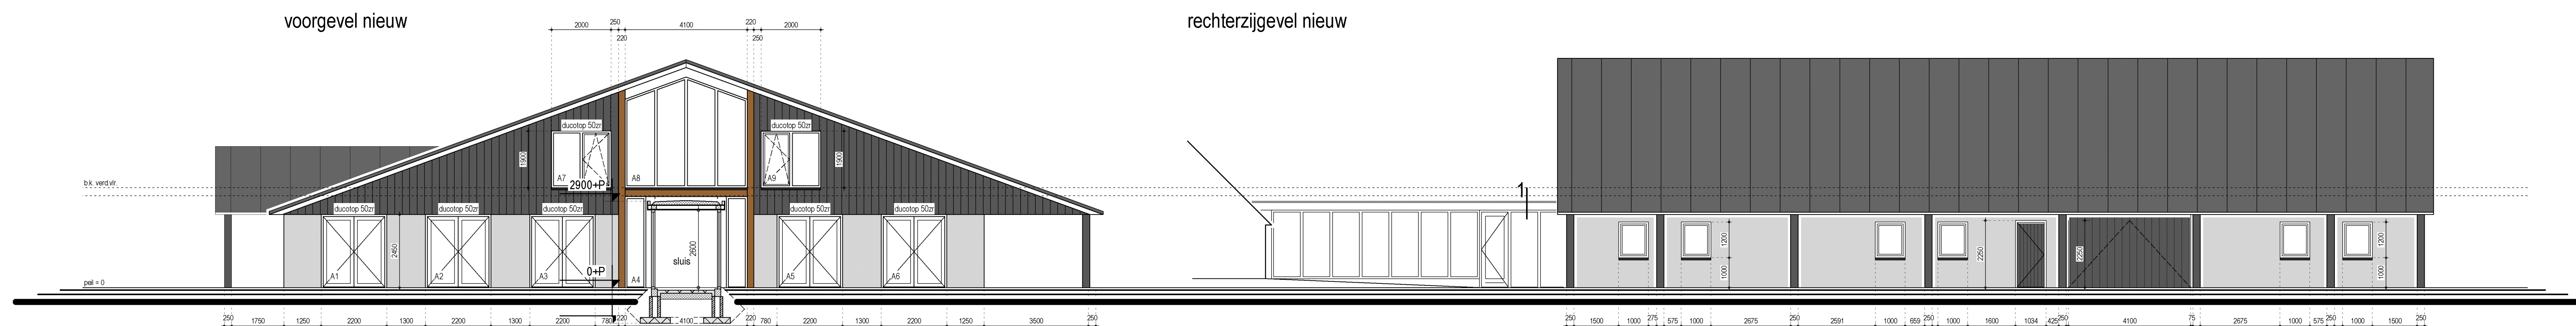 voorgevel nieuw
rechterzijgevel nieuw
2000 250 4100 220 2000
220 250
ducotop 50zr ducotop 50zr
1900 1900
A7 A8 A9
2900+P
b.k. verd.vlr.
1
ducotop 50zr ducotop 50zr ducotop 50zr ducotop 50zr ducotop 50zr
2450 2600
sluis
1200 1200
2250 2250
0+P
A1 A2 A3 A4 A5 A6
1000 1000
peil = 0
250 1750 1250 2200 1300 2200 1300 2200 780 220 4100 220 780 2200 1300 2200 1250 3500 250
250 1500 1000 275 575 1000 2675 250 2591 1000 659 250 1000 1600 1034 425 250 4100 75 250 2675 1000 575 250 1000 1500 250